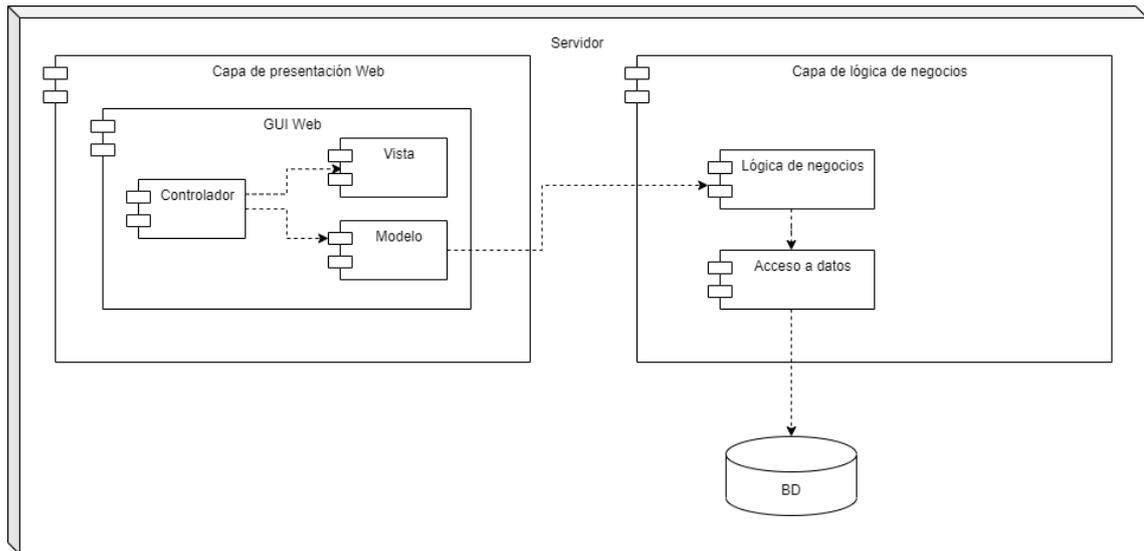 Servidor
Capa de presentación Web
GUI Web
Controlador
Vista
Modelo
Capa de lógica de negocios
Lógica de negocios
Acceso a datos
BD